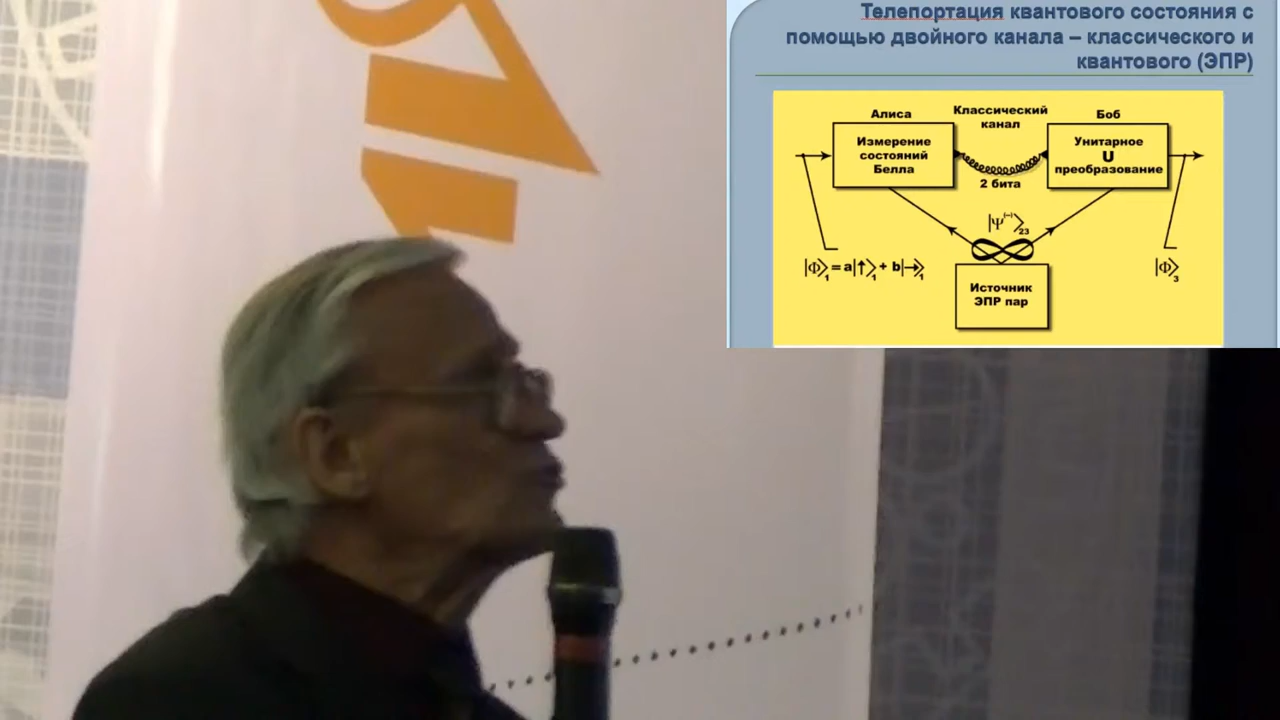 Телепортация квантового состояния с
помощью двойного канала – классического и
квантового (ЭПР)
Алиса
Классический
канал
Боб
Измерение
состояний
Белла
Унитарное
U
преобразование
2 бита
|Ψ⁽⁻⁾⟩₂₃
|Φ⟩₁ = a|↑⟩₁ + b|→⟩₁
|Φ⟩₃
Источник
ЭПР пар